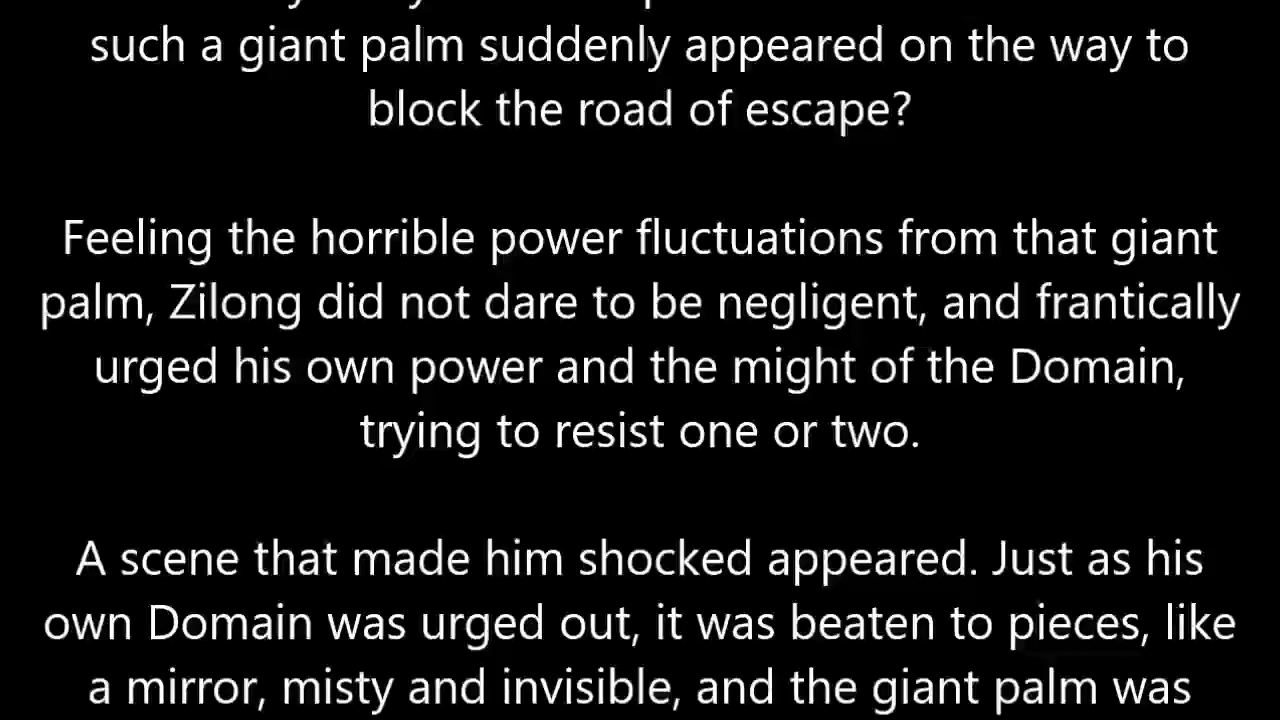 such a giant palm suddenly appeared on the way to
block the road of escape?
Feeling the horrible power fluctuations from that giant
palm, Zilong did not dare to be negligent, and frantically
urged his own power and the might of the Domain,
trying to resist one or two.
A scene that made him shocked appeared. Just as his
own Domain was urged out, it was beaten to pieces, like
a mirror, misty and invisible, and the giant palm was